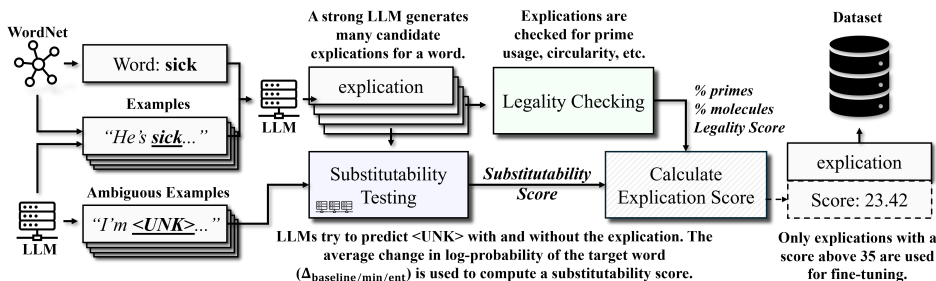 WordNet
Word: sick
Examples
"He's sick..."
LLM
Ambiguous Examples
"I'm <UNK>..."
LLM
A strong LLM generates
many candidate
explications for a word.
explication
Explications are
checked for prime
usage, circularity, etc.
Legality Checking
% primes
% molecules
Legality Score
Substitutability
Testing
Substitutability
Score
Calculate
Explication Score
LLMs try to predict <UNK> with and without the explication. The
average change in log-probability of the target word
(Δbaseline/min/ent) is used to compute a substitutability score.
Dataset
explication
Score: 23.42
Only explications with a
score above 35 are used
for fine-tuning.